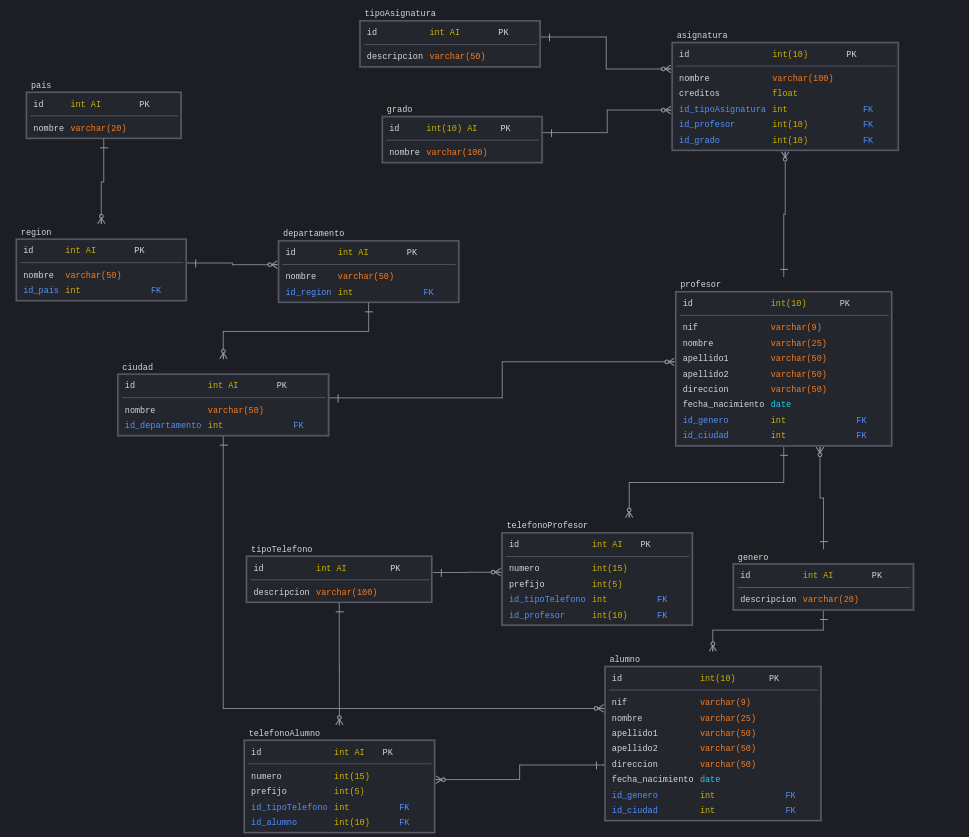 tipoAsignatura
id int AI PK
descripcion varchar(50)
asignatura
id int(10) PK
nombre varchar(100)
creditos float
id_tipoAsignatura int FK
id_profesor int(10) FK
id_grado int(10) FK
pais
id int AI PK
nombre varchar(20)
grado
id int(10) AI PK
nombre varchar(100)
region
id int AI PK
nombre varchar(50)
id_pais int FK
departamento
id int AI PK
nombre varchar(50)
id_region int FK
profesor
id int(10) PK
nif varchar(9)
nombre varchar(25)
apellido1 varchar(50)
apellido2 varchar(50)
direccion varchar(50)
fecha_nacimiento date
id_genero int FK
id_ciudad int FK
ciudad
id int AI PK
nombre varchar(50)
id_departamento int FK
telefonoProfesor
id int AI PK
numero int(15)
prefijo int(5)
id_tipoTelefono int FK
id_profesor int(10) FK
tipoTelefono
id int AI PK
descripcion varchar(100)
genero
id int AI PK
descripcion varchar(20)
alumno
id int(10) PK
nif varchar(9)
nombre varchar(25)
apellido1 varchar(50)
apellido2 varchar(50)
direccion varchar(50)
fecha_nacimiento date
id_genero int FK
id_ciudad int FK
telefonoAlumno
id int AI PK
numero int(15)
prefijo int(5)
id_tipoTelefono int FK
id_alumno int(10) FK